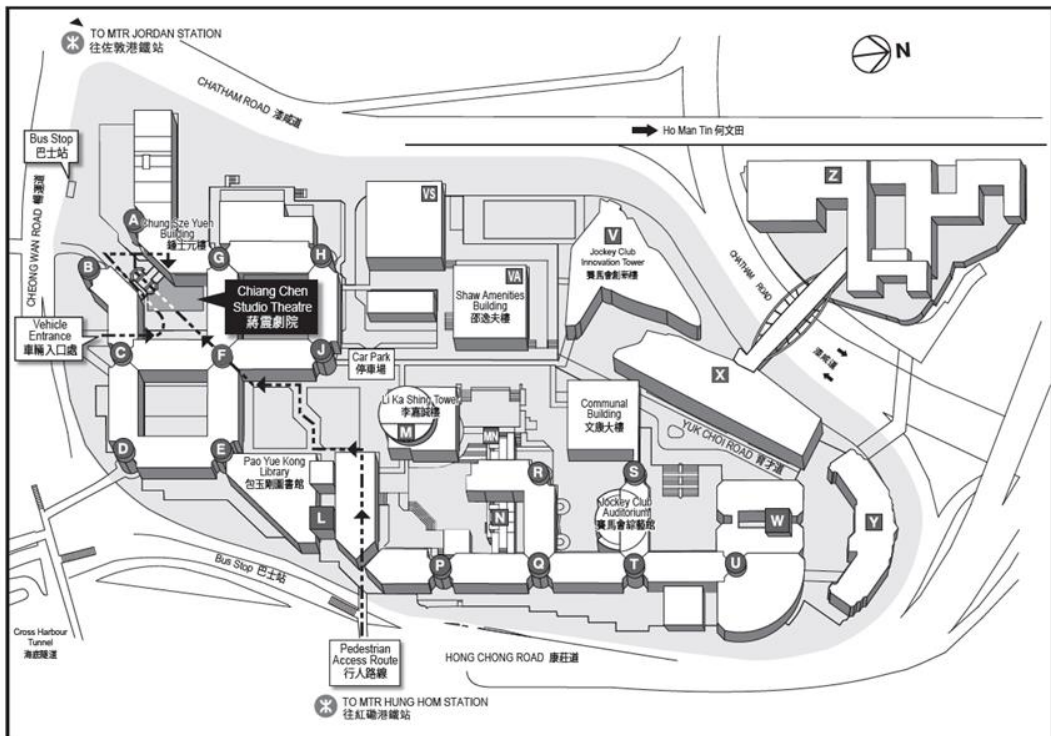 TO MTR JORDAN STATION
往佐敦港鐵站
N
CHATHAM ROAD 漆咸道
Ho Man Tin 何文田
Bus Stop
巴士站
CHEONG WAN ROAD 暢運道
Z
VS
A
Chung Sze Yuen
Building
鍾士元樓
V
Jockey Club
Innovation Tower
賽馬會創新樓
G
H
B
VA
Shaw Amenities
Building
邵逸夫樓
CHATHAM ROAD
漆咸道
Chiang Chen
Studio Theatre
蔣震劇院
Vehicle
Entrance
車輛入口處
C
F
J
Car Park
停車場
X
Li Ka Shing Tower
李嘉誠樓
M
Communal
Building
文康大樓
YUK CHOI ROAD 育才道
MN
D
E
Pao Yue Kong
Library
包玉剛圖書館
R
S
Jockey Club
Auditorium
賽馬會綜藝館
L
N
W
Y
P
Q
T
U
Bus Stop 巴士站
Cross Harbour
Tunnel
海底隧道
Pedestrian
Access Route
行人路線
HONG CHONG ROAD 康莊道
TO MTR HUNG HOM STATION
往紅磡港鐵站